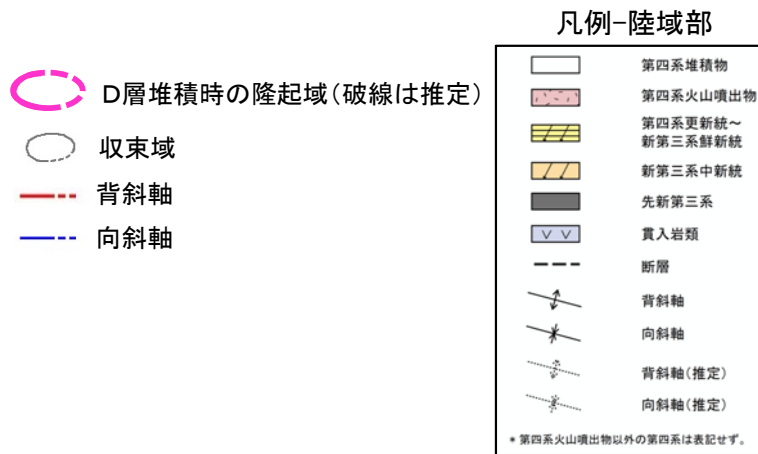 凡例-陸域部
D層堆積時の隆起域(破線は推定)
収束域
背斜軸
向斜軸
第四系堆積物
第四系火山噴出物
第四系更新統～
新第三系鮮新統
新第三系中新統
先新第三系
貫入岩類
断層
背斜軸
向斜軸
背斜軸(推定)
向斜軸(推定)
* 第四系火山噴出物以外の第四系は表記せず。